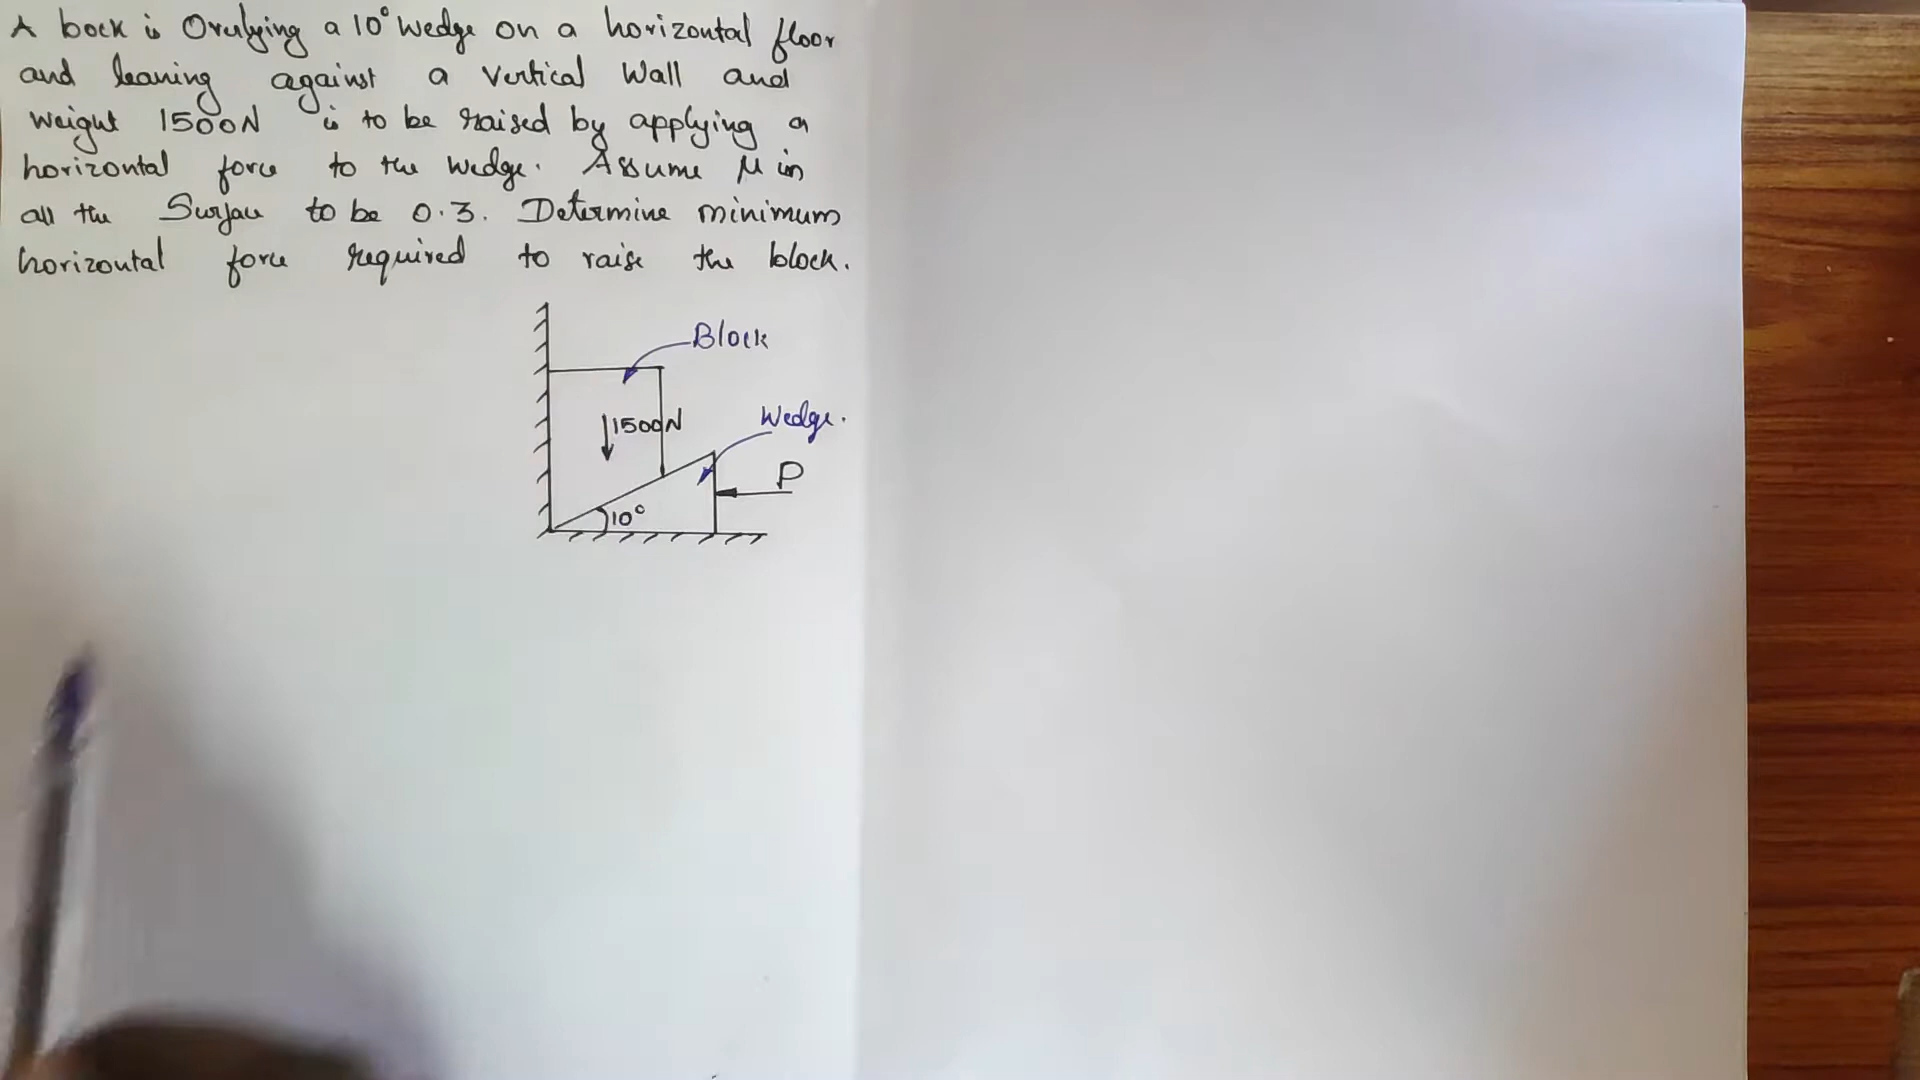 A bock is Overlying a 10° Wedge on a horizontal floor
and leaning against a Vertical Wall and
Weight 1500N is to be raised by applying a
horizontal force to the Wedge. Assume μ in
all the Surface to be 0.3. Determine minimum
horizontal force required to raise the block.
Block
1500N
Wedge.
P
10°